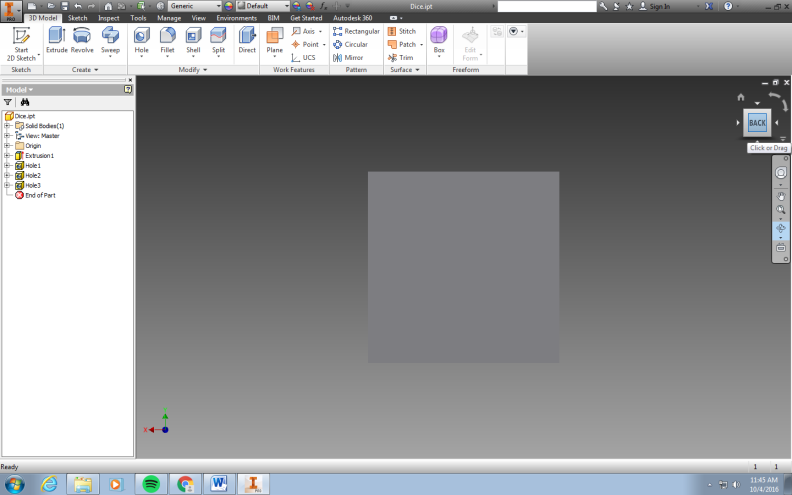 Generic
Default
Dice.ipt
Sign In
PRO
3D Model Sketch Inspect Tools Manage View Environments BIM Get Started Autodesk 360
Start
2D Sketch
Extrude Revolve Sweep
Hole Fillet Shell Split Direct
Plane
Axis
Point
UCS
Rectangular
Circular
Mirror
Stitch
Patch
Trim
Box
Edit
Form
Sketch Create Modify Work Features Pattern Surface Freeform
Model
Dice.ipt
Solid Bodies(1)
View: Master
Origin
Extrusion1
Hole1
Hole2
Hole3
End of Part
BACK
Click or Drag
X
Ready
1 1
W
PRO
11:45 AM
10/4/2016